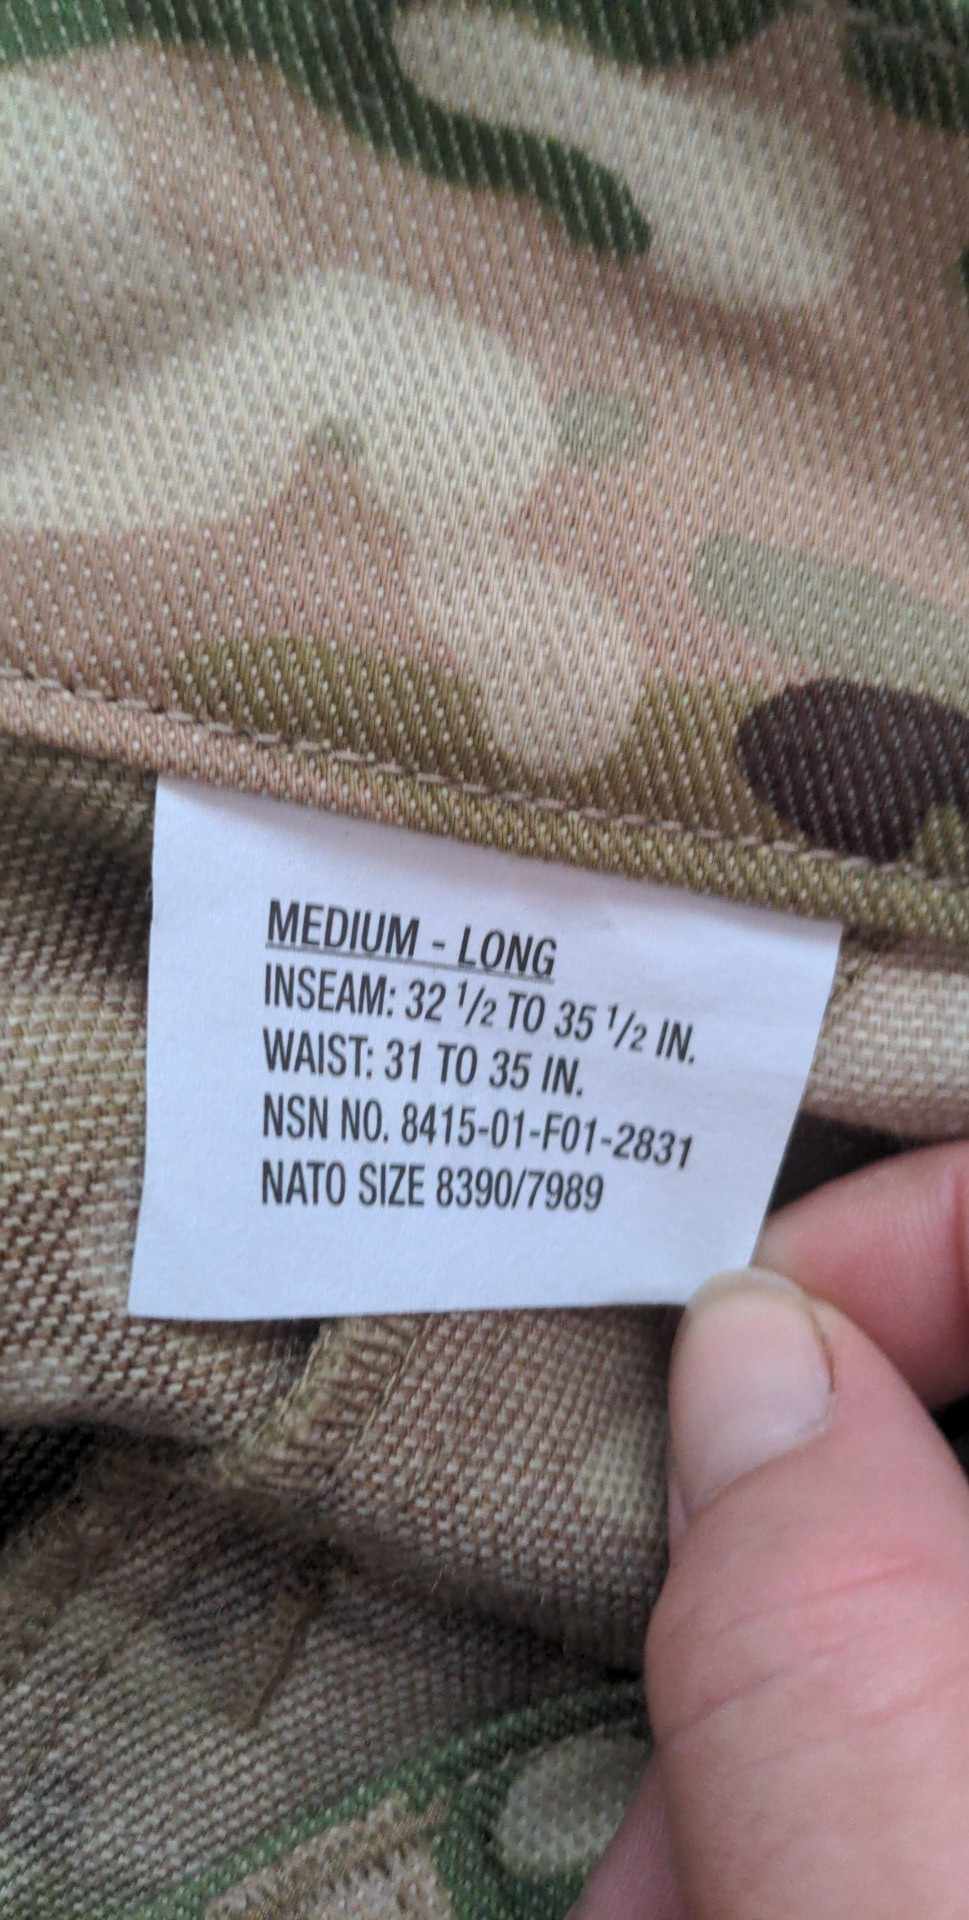 MEDIUM - LONG
INSEAM: 32 1/2 TO 35 1/2 IN.
WAIST: 31 TO 35 IN.
NSN NO. 8415-01-F01-2831
NATO SIZE 8390/7989